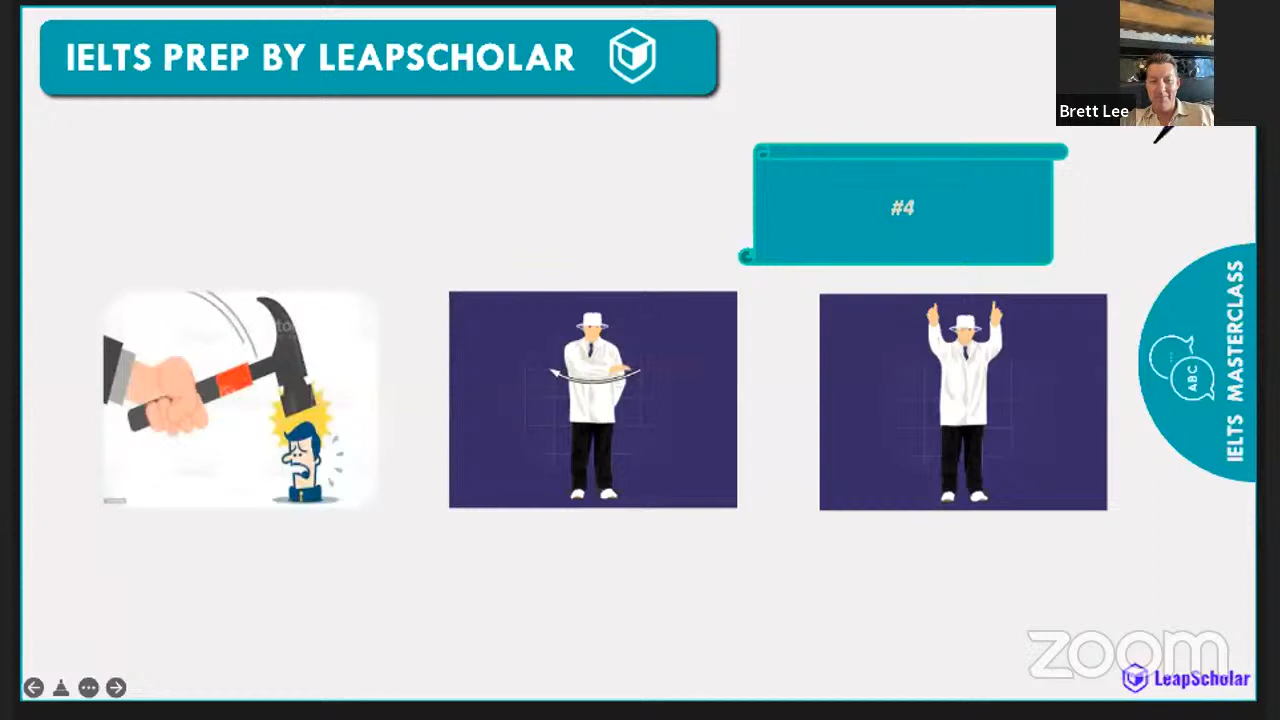 IELTS PREP BY LEAPSCHOLAR
Brett Lee
#4
ABC
IELTS MASTERCLASS
zoom
LeapScholar